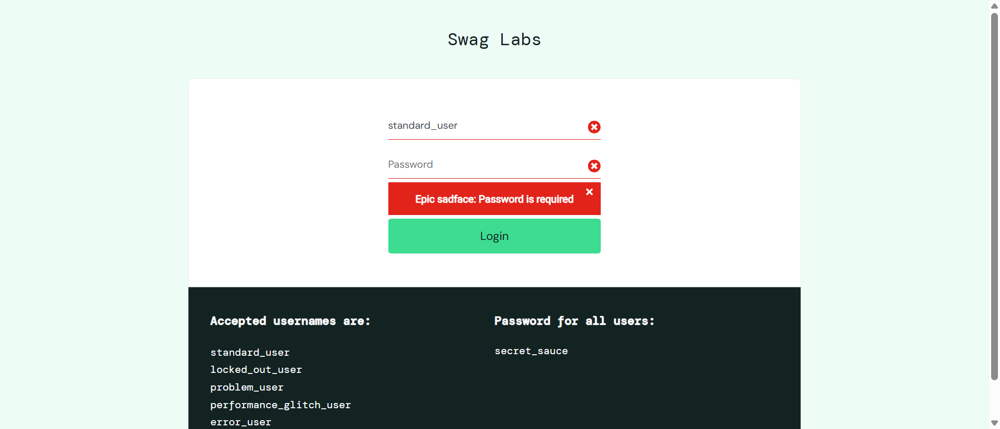 Swag Labs
standard_user
Password
Epic sadface: Password is required
Login
Accepted usernames are:
standard_user
locked_out_user
problem_user
performance_glitch_user
error_user
Password for all users:
secret_sauce